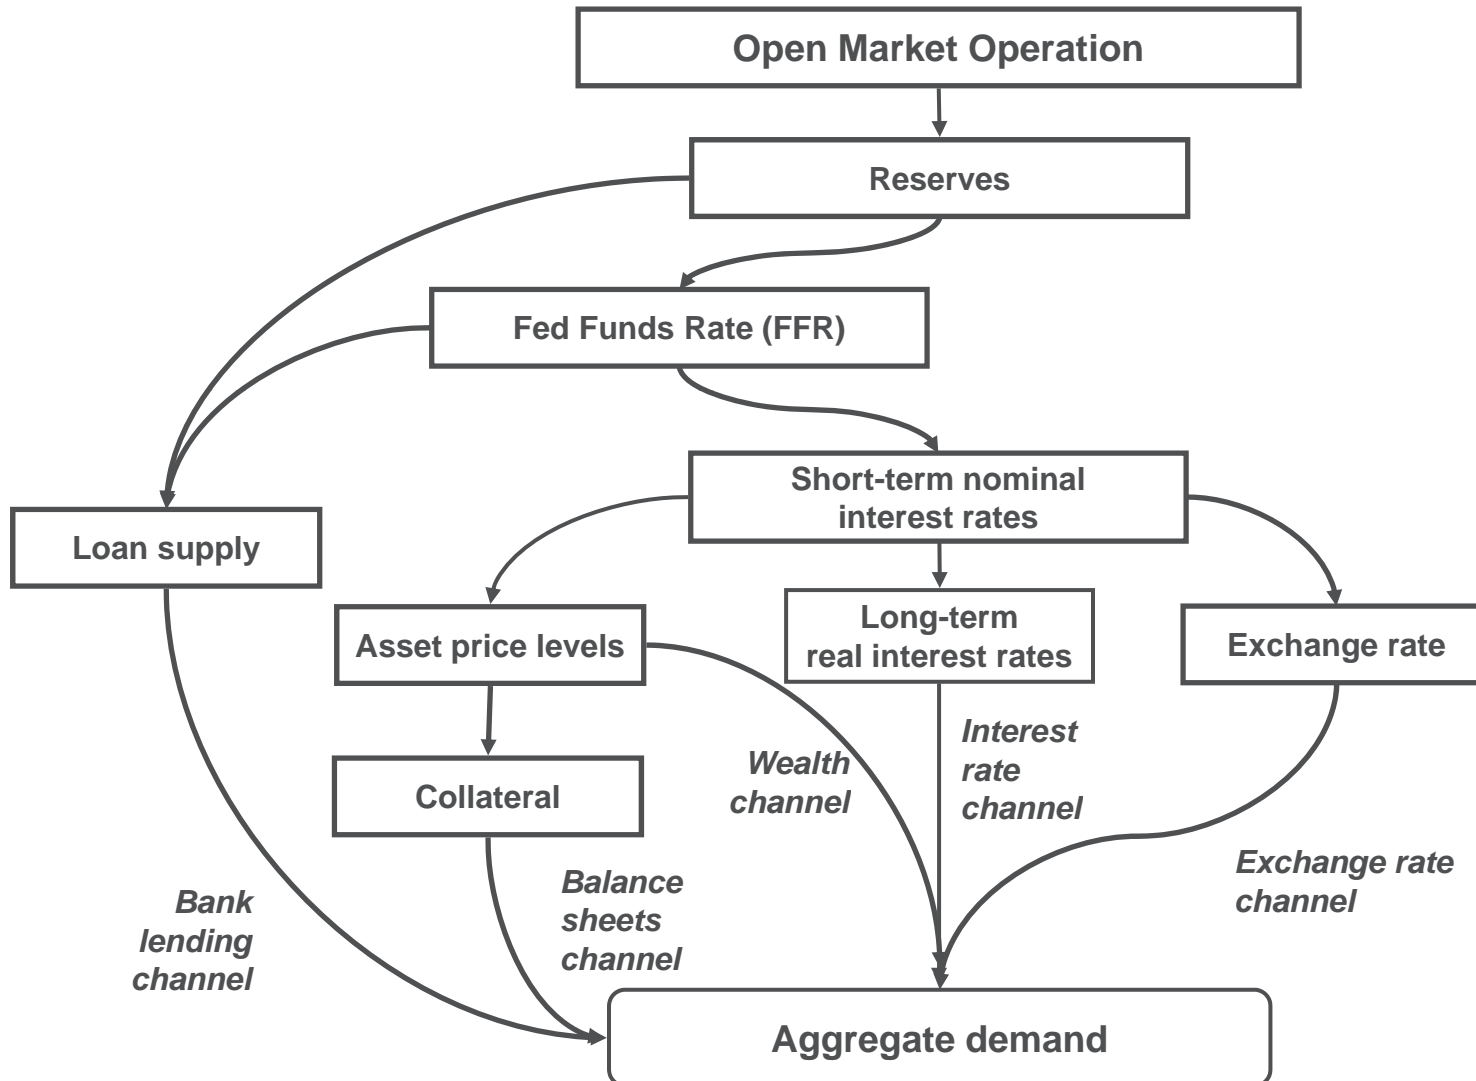 Open Market Operation
Reserves
Fed Funds Rate (FFR)
Short-term nominal
interest rates
Loan supply
Asset price levels
Long-term
real interest rates
Exchange rate
Collateral
Wealth
channel
Interest
rate
channel
Exchange rate
channel
Balance
sheets
channel
Bank
lending
channel
Aggregate demand